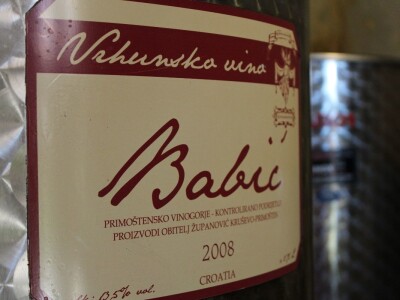 Vrhunsko vino
Babić
PRIMOŠTENSKO VINOGORJE - KONTROLIRANO PODRIJETLO
PROIZVODI OBITELJ ŽUPANOVIĆ KRUŠEVO-PRIMOŠTEN
2008
CROATIA
13,5% vol.